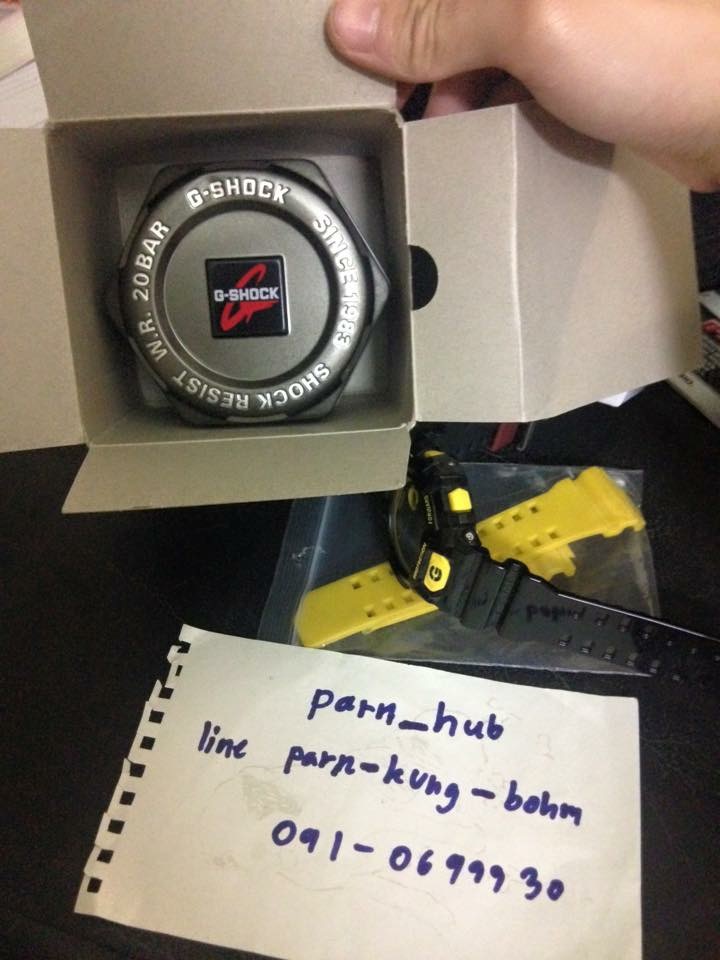 G-SHOCK
SINCE 1983
SHOCK RESIST
W.R. 20BAR
G-SHOCK
G
parn_hub
line parn-kung-bohm
091-0699930